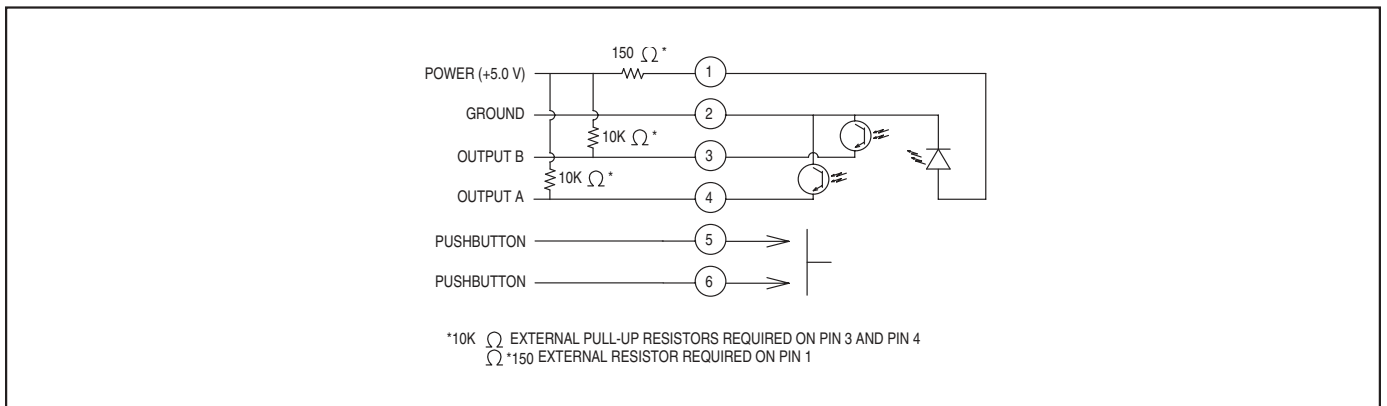 150 Ω *
POWER (+5.0 V)
1
GROUND
2
10K Ω *
OUTPUT B
3
10K Ω *
OUTPUT A
4
PUSHBUTTON
5
PUSHBUTTON
6
*10K Ω EXTERNAL PULL-UP RESISTORS REQUIRED ON PIN 3 AND PIN 4
Ω *150 EXTERNAL RESISTOR REQUIRED ON PIN 1